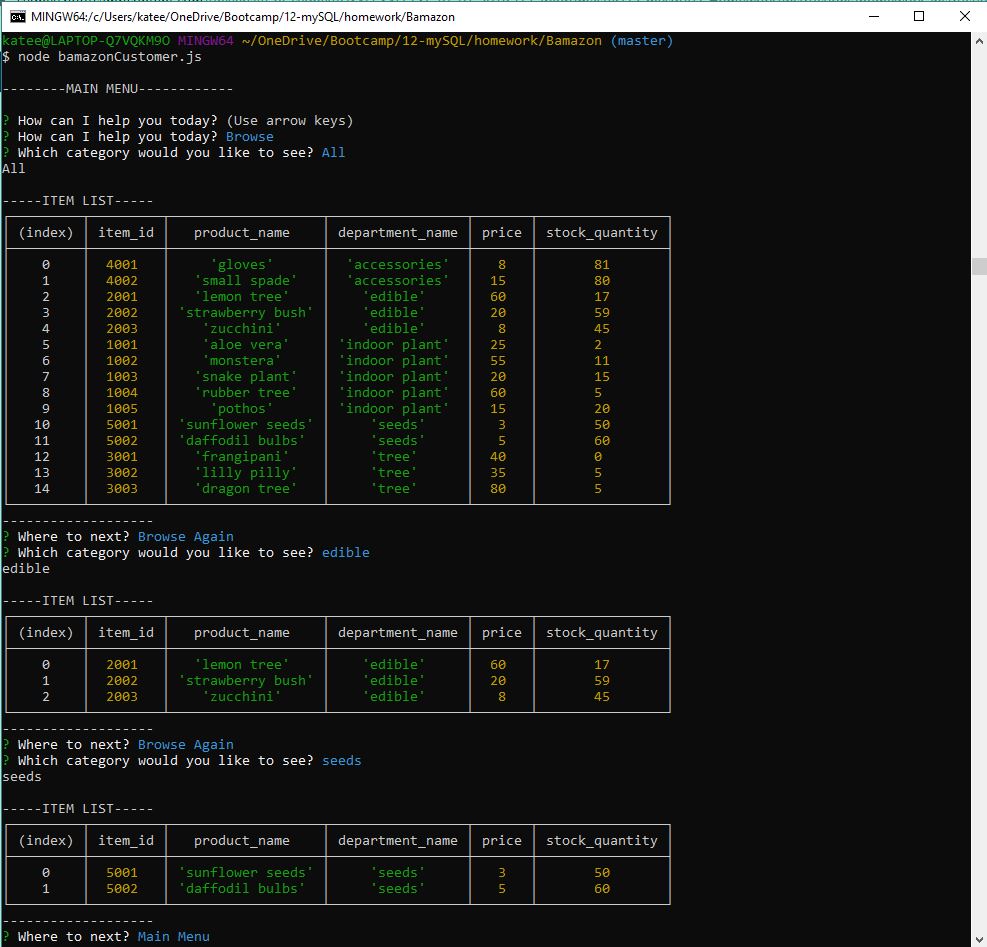 MINGW64:/c/Users/katee/OneDrive/Bootcamp/12-mySQL/homework/Bamazon
katee@LAPTOP-Q7VQKM9O MINGW64 ~/OneDrive/Bootcamp/12-mySQL/homework/Bamazon (master)
$ node bamazonCustomer.js
--------MAIN MENU------------
? How can I help you today? (Use arrow keys)
? How can I help you today? Browse
? Which category would you like to see? All
All
-----ITEM LIST-----
(index) item_id product_name department_name price stock_quantity
0 4001 'gloves' 'accessories' 8 81
1 4002 'small spade' 'accessories' 15 80
2 2001 'lemon tree' 'edible' 60 17
3 2002 'strawberry bush' 'edible' 20 59
4 2003 'zucchini' 'edible' 8 45
5 1001 'aloe vera' 'indoor plant' 25 2
6 1002 'monstera' 'indoor plant' 55 11
7 1003 'snake plant' 'indoor plant' 20 15
8 1004 'rubber tree' 'indoor plant' 60 5
9 1005 'pothos' 'indoor plant' 15 20
10 5001 'sunflower seeds' 'seeds' 3 50
11 5002 'daffodil bulbs' 'seeds' 5 60
12 3001 'frangipani' 'tree' 40 0
13 3002 'lilly pilly' 'tree' 35 5
14 3003 'dragon tree' 'tree' 80 5
-------------------
? Where to next? Browse Again
? Which category would you like to see? edible
edible
-----ITEM LIST-----
(index) item_id product_name department_name price stock_quantity
0 2001 'lemon tree' 'edible' 60 17
1 2002 'strawberry bush' 'edible' 20 59
2 2003 'zucchini' 'edible' 8 45
-------------------
? Where to next? Browse Again
? Which category would you like to see? seeds
seeds
-----ITEM LIST-----
(index) item_id product_name department_name price stock_quantity
0 5001 'sunflower seeds' 'seeds' 3 50
1 5002 'daffodil bulbs' 'seeds' 5 60
-------------------
? Where to next? Main Menu